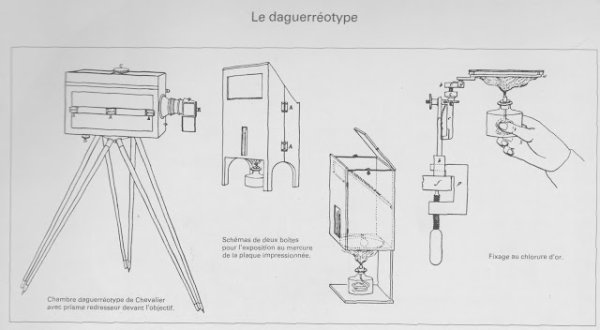 Le daguerréotype
Schémas de deux boîtes
pour l'exposition au mercure
de la plaque impressionnée.
Fixage au chlorure d'or.
Chambre daguerréotype de Chevalier
avec prisme redresseur devant l'objectif.